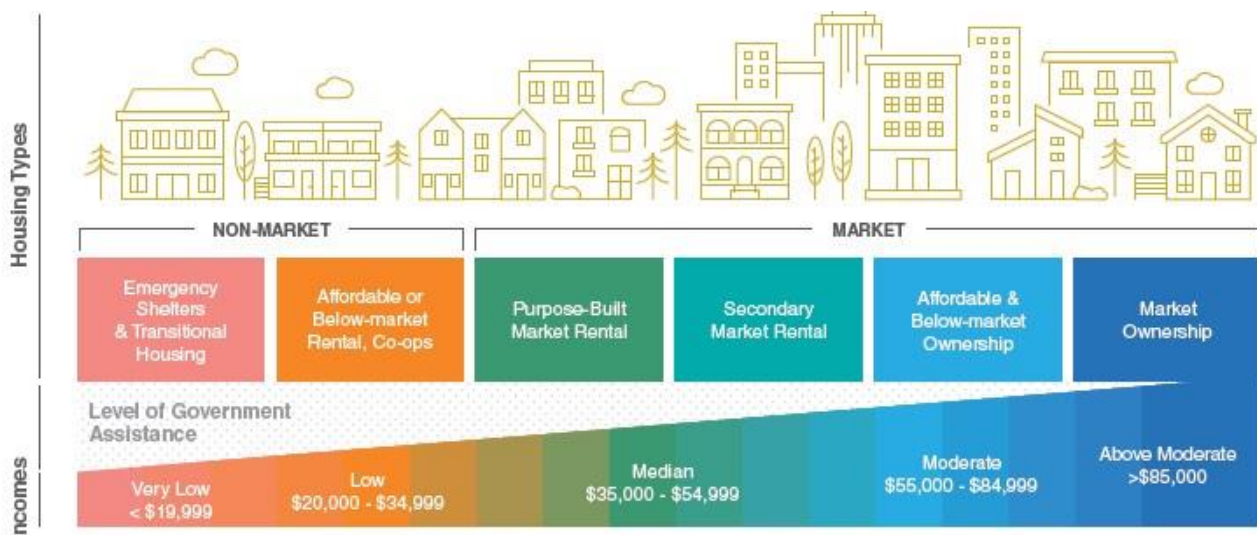 Housing Types
NON-MARKET
MARKET
Emergency
Shelters
& Transitional
Housing
Affordable or
Below-market
Rental, Co-ops
Purpose-Built
Market Rental
Secondary
Market Rental
Affordable &
Below-market
Ownership
Market
Ownership
Level of Government
Assistance
ncomes
Very Low
< $19,999
Low
$20,000 - $34,999
Median
$35,000 - $54,999
Moderate
$55,000 - $84,999
Above Moderate
>$85,000